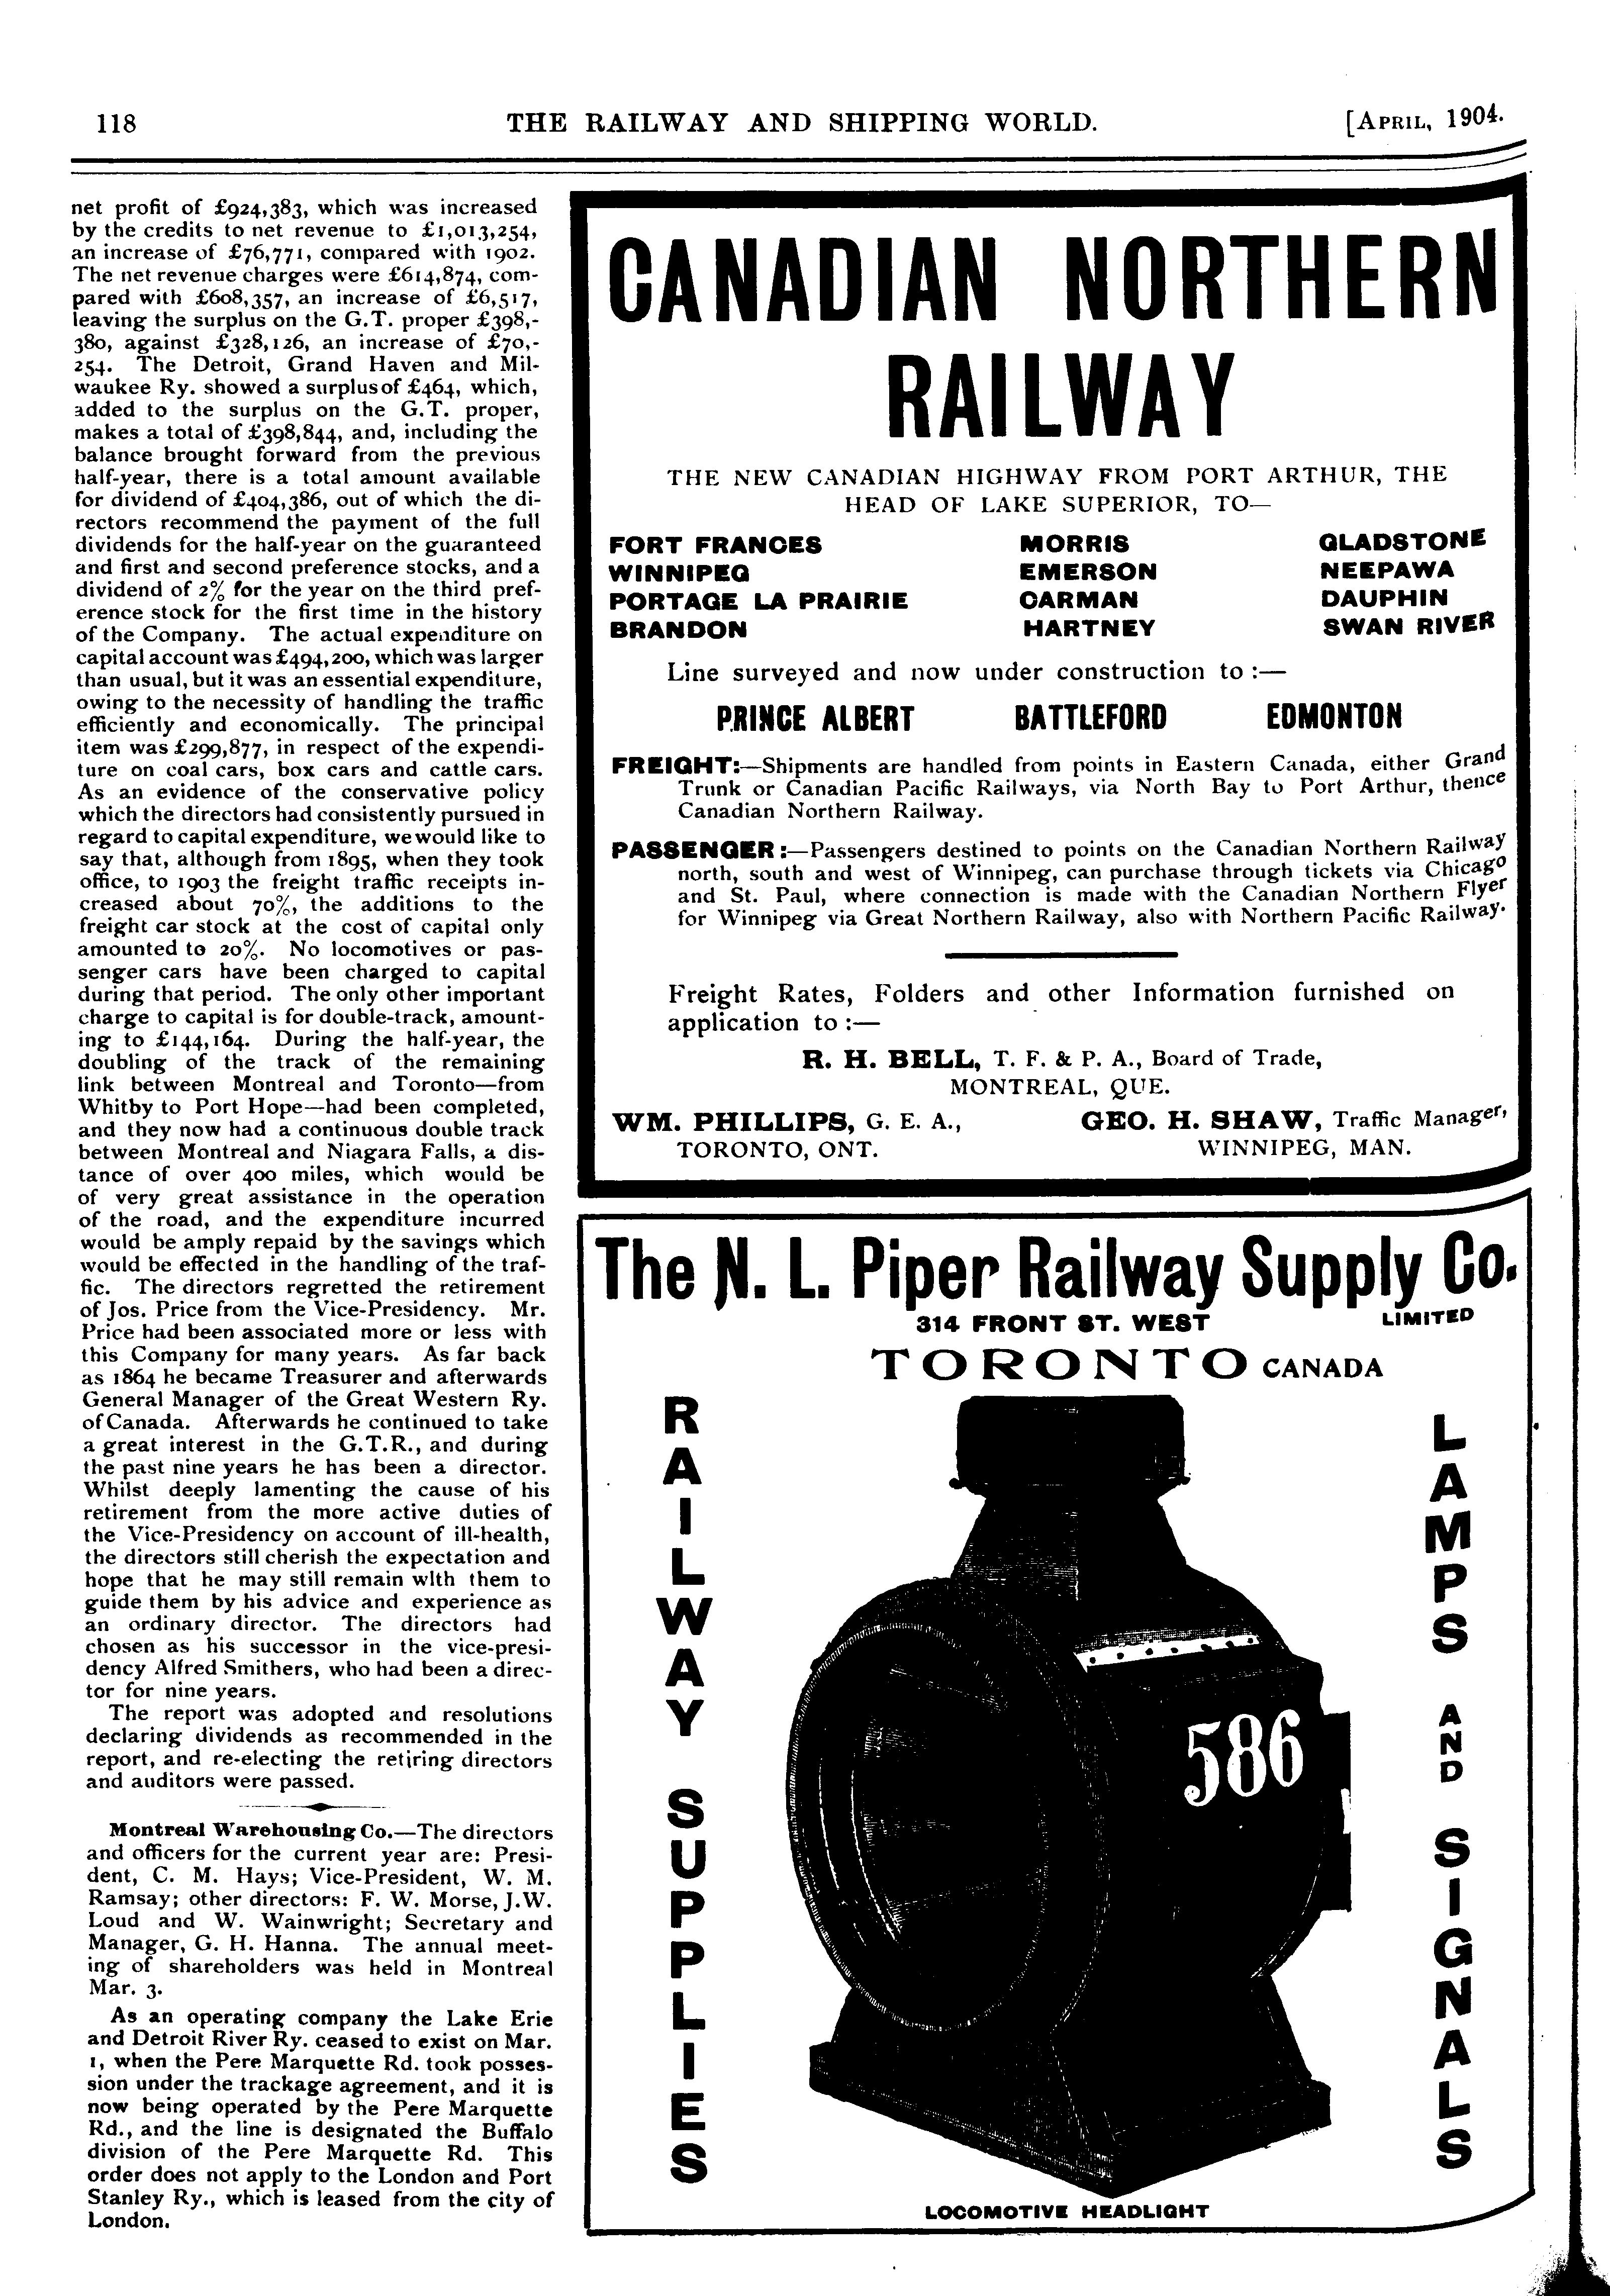 118
THE RAILWAY AND SHIPPING WORLD.
[APRIL, 1904.
net profit of £924,383, which was increased
by the credits to net revenue to £1,013,254,
an increase of £76,771, compared with 1902.
The net revenue charges were £614,874, com-
pared with £608,357, an increase of £6,517,
leaving the surplus on the G.T. proper £398,-
380, against £328,126, an increase of £70,-
254. The Detroit, Grand Haven and Mil-
waukee Ry. showed a surplus of £464, which,
added to the surplus on the G.T. proper,
makes a total of £398,844, and, including the
balance brought forward from the previous
half-year, there is a total amount available
for dividend of £404,386, out of which the di-
rectors recommend the payment of the full
dividends for the half-year on the guaranteed
and first and second preference stocks, and a
dividend of 2% for the year on the third pref-
erence stock for the first time in the history
of the Company. The actual expenditure on
capital account was £494,200, which was larger
than usual, but it was an essential expenditure,
owing to the necessity of handling the traffic
efficiently and economically. The principal
item was £299,877, in respect of the expendi-
ture on coal cars, box cars and cattle cars.
As an evidence of the conservative policy
which the directors had consistently pursued in
regard to capital expenditure, we would like to
say that, although from 1895, when they took
office, to 1903 the freight traffic receipts in-
creased about 70%, the additions to the
freight car stock at the cost of capital only
amounted to 20%. No locomotives or pas-
senger cars have been charged to capital
during that period. The only other important
charge to capital is for double-track, amount-
ing to £144,164. During the half-year, the
doubling of the track of the remaining
link between Montreal and Toronto—from
Whitby to Port Hope—had been completed,
and they now had a continuous double track
between Montreal and Niagara Falls, a dis-
tance of over 400 miles, which would be
of very great assistance in the operation
of the road, and the expenditure incurred
would be amply repaid by the savings which
would be effected in the handling of the traf-
fic. The directors regretted the retirement
of Jos. Price from the Vice-Presidency. Mr.
Price had been associated more or less with
this Company for many years. As far back
as 1864 he became Treasurer and afterwards
General Manager of the Great Western Ry.
of Canada. Afterwards he continued to take
a great interest in the G.T.R., and during
the past nine years he has been a director.
Whilst deeply lamenting the cause of his
retirement from the more active duties of
the Vice-Presidency on account of ill-health,
the directors still cherish the expectation and
hope that he may still remain with them to
guide them by his advice and experience as
an ordinary director. The directors had
chosen as his successor in the vice-presi-
dency Alfred Smithers, who had been a direc-
tor for nine years.
The report was adopted and resolutions
declaring dividends as recommended in the
report, and re-electing the retiring directors
and auditors were passed.
Montreal Warehousing Co.—The directors
and officers for the current year are: Presi-
dent, C. M. Hays; Vice-President, W. M.
Ramsay; other directors: F. W. Morse, J.W.
Loud and W. Wainwright; Secretary and
Manager, G. H. Hanna. The annual meet-
ing of shareholders was held in Montreal
Mar. 3.
As an operating company the Lake Erie
and Detroit River Ry. ceased to exist on Mar.
1, when the Pere Marquette Rd. took posses-
sion under the trackage agreement, and it is
now being operated by the Pere Marquette
Rd., and the line is designated the Buffalo
division of the Pere Marquette Rd. This
order does not apply to the London and Port
Stanley Ry., which is leased from the city of
London.
CANADIAN NORTHERN
RAILWAY
THE NEW CANADIAN HIGHWAY FROM PORT ARTHUR, THE
HEAD OF LAKE SUPERIOR, TO—
FORT FRANCES MORRIS GLADSTONE
WINNIPEG EMERSON NEEPAWA
PORTAGE LA PRAIRIE CARMAN DAUPHIN
BRANDON HARTNEY SWAN RIVER
Line surveyed and now under construction to :—
PRINCE ALBERT BATTLEFORD EDMONTON
FREIGHT:—Shipments are handled from points in Eastern Canada, either Grand
Trunk or Canadian Pacific Railways, via North Bay to Port Arthur, thence
Canadian Northern Railway.
PASSENGER :—Passengers destined to points on the Canadian Northern Railway
north, south and west of Winnipeg, can purchase through tickets via Chicago
and St. Paul, where connection is made with the Canadian Northern Flyer
for Winnipeg via Great Northern Railway, also with Northern Pacific Railway.
Freight Rates, Folders and other Information furnished on
application to :—
R. H. BELL, T. F. & P. A., Board of Trade,
MONTREAL, QUE.
WM. PHILLIPS, G. E. A., GEO. H. SHAW, Traffic Manager,
TORONTO, ONT. WINNIPEG, MAN.
The N. L. Piper Railway Supply Co.
314 FRONT ST. WEST LIMITED
TORONTO CANADA
RAILWAY SUPPLIES
586
LAMPS AND SIGNALS
LOCOMOTIVE HEADLIGHT